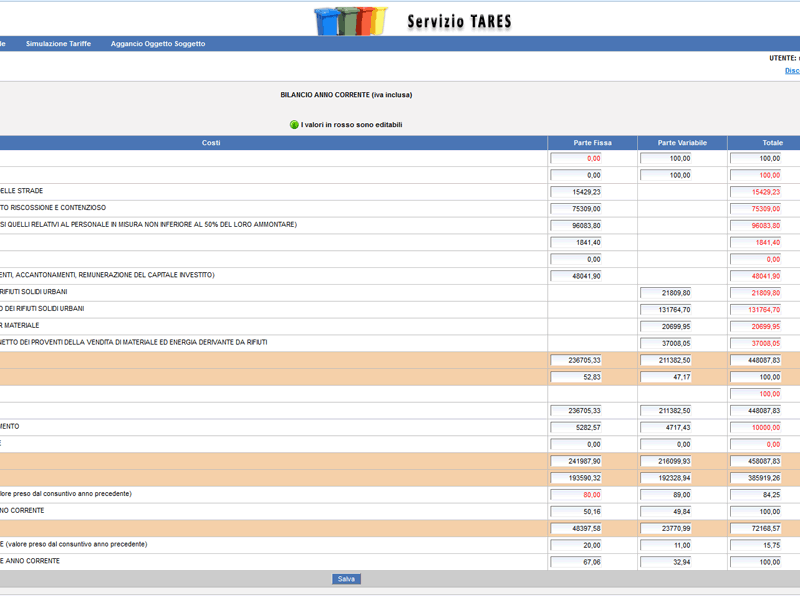 Servizio TARES
le Simulazione Tariffe Aggancio Oggetto Soggetto
UTENTE:
Disc
BILANCIO ANNO CORRENTE (iva inclusa)
I valori in rosso sono editabili
Costi Parte Fissa Parte Variabile Totale
0,00 100,00 100,00
0,00 100,00 100,00
DELLE STRADE 15429,23 15429,23
TO RISCOSSIONE E CONTENZIOSO 75309,00 75309,00
SI QUELLI RELATIVI AL PERSONALE IN MISURA NON INFERIORE AL 50% DEL LORO AMMONTARE) 96083,80 96083,80
1841,40 1841,40
0,00 0,00
ENTI, ACCANTONAMENTI, REMUNERAZIONE DEL CAPITALE INVESTITO) 48041,90 48041,90
RIFIUTI SOLIDI URBANI 21809,80 21809,80
O DEI RIFIUTI SOLIDI URBANI 131764,70 131764,70
R MATERIALE 20699,95 20699,95
NETTO DEI PROVENTI DELLA VENDITA DI MATERIALE ED ENERGIA DERIVANTE DA RIFIUTI 37008,05 37008,05
236705,33 211382,50 448087,83
52,83 47,17 100,00
100,00
236705,33 211382,50 448087,83
MENTO 5282,57 4717,43 10000,00
E 0,00 0,00 0,00
241987,90 216099,93 458087,83
193590,32 192328,94 385919,26
lore preso dal consuntivo anno precedente) 80,00 89,00 84,25
NO CORRENTE 50,16 49,84 100,00
48397,58 23770,99 72168,57
E (valore preso dal consuntivo anno precedente) 20,00 11,00 15,75
E ANNO CORRENTE 67,06 32,94 100,00
Salva